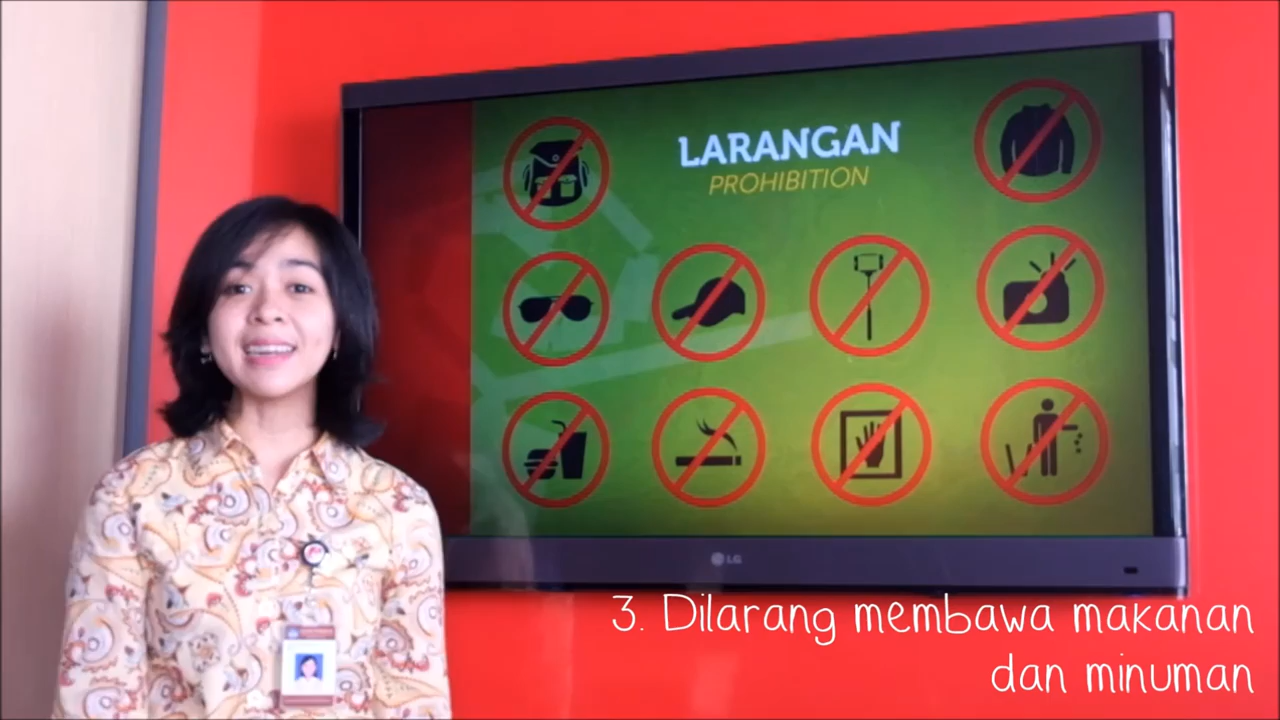 LARANGAN
PROHIBITION
LG
3. Dilarang membawa makanan
dan minuman